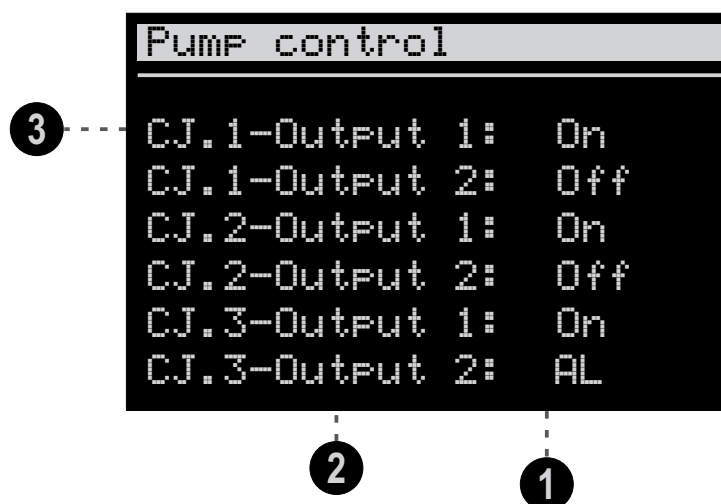 Pump control
3
CJ.1-Output 1: On
CJ.1-Output 2: Off
CJ.2-Output 1: On
CJ.2-Output 2: Off
CJ.3-Output 1: On
CJ.3-Output 2: AL
2
1